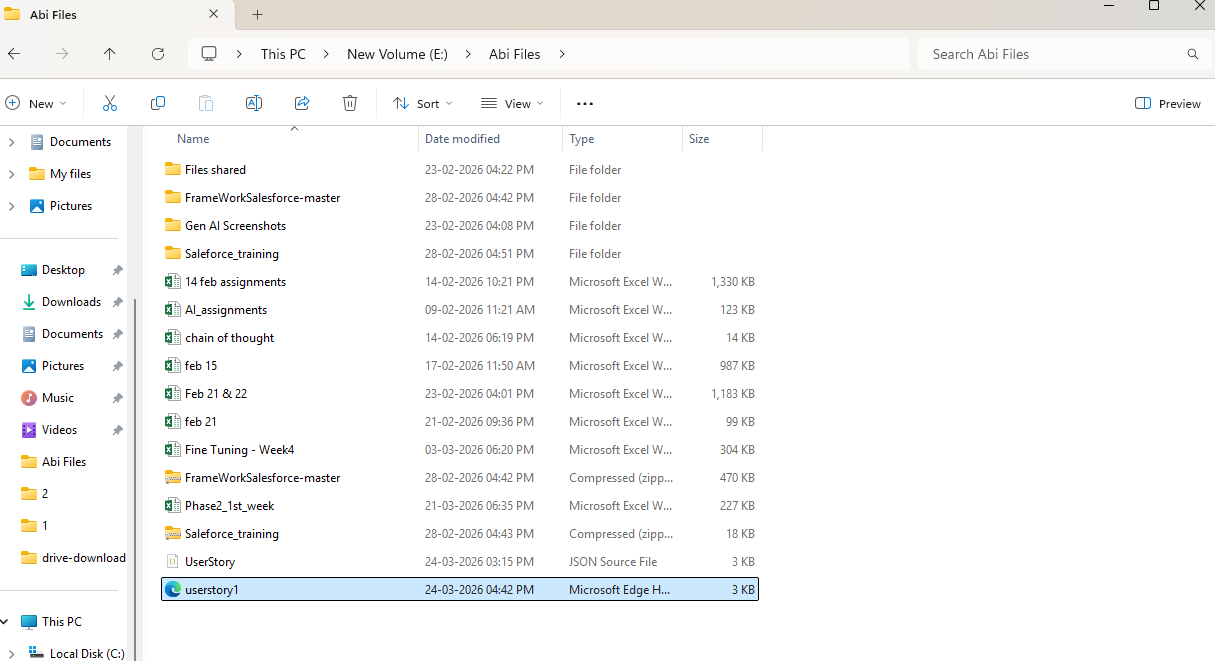 Abi Files
This PC > New Volume (E:) > Abi Files >
Search Abi Files
New
Sort
View
Preview
Documents
My files
Pictures
Desktop
Downloads
Documents
Pictures
Music
Videos
Abi Files
2
1
drive-download
This PC
Local Disk (C:)
Name Date modified Type Size
Files shared 23-02-2026 04:22 PM File folder
FrameWorkSalesforce-master 28-02-2026 04:42 PM File folder
Gen AI Screenshots 23-02-2026 04:08 PM File folder
Saleforce_training 28-02-2026 04:51 PM File folder
14 feb assignments 14-02-2026 10:21 PM Microsoft Excel W... 1,330 KB
AI_assignments 09-02-2026 11:21 AM Microsoft Excel W... 123 KB
chain of thought 14-02-2026 06:19 PM Microsoft Excel W... 14 KB
feb 15 17-02-2026 11:50 AM Microsoft Excel W... 987 KB
Feb 21 & 22 23-02-2026 04:01 PM Microsoft Excel W... 1,183 KB
feb 21 21-02-2026 09:36 PM Microsoft Excel W... 99 KB
Fine Tuning - Week4 03-03-2026 06:20 PM Microsoft Excel W... 304 KB
FrameWorkSalesforce-master 28-02-2026 04:42 PM Compressed (zipp... 470 KB
Phase2_1st_week 21-03-2026 06:35 PM Microsoft Excel W... 227 KB
Saleforce_training 28-02-2026 04:43 PM Compressed (zipp... 18 KB
UserStory 24-03-2026 03:15 PM JSON Source File 3 KB
userstory1 24-03-2026 04:42 PM Microsoft Edge H... 3 KB